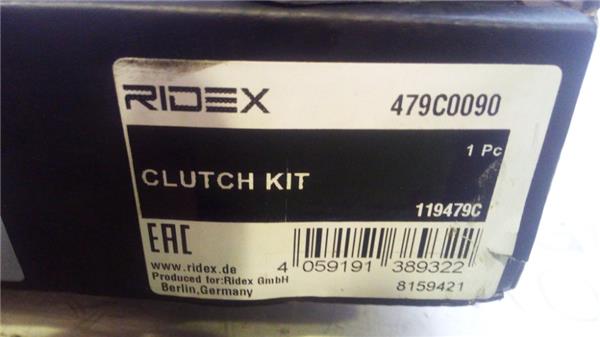 RIDEX 479C0090
1 Pc
CLUTCH KIT
119479C
EAC
www.ridex.de
Produced for:Ridex GmbH
Berlin,Germany
4 059191 389322
8159421